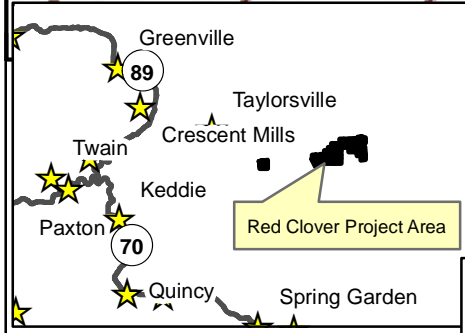 Greenville
89
Taylorsville
Crescent Mills
Twain
Keddie
Paxton
Red Clover Project Area
70
Quincy
Spring Garden